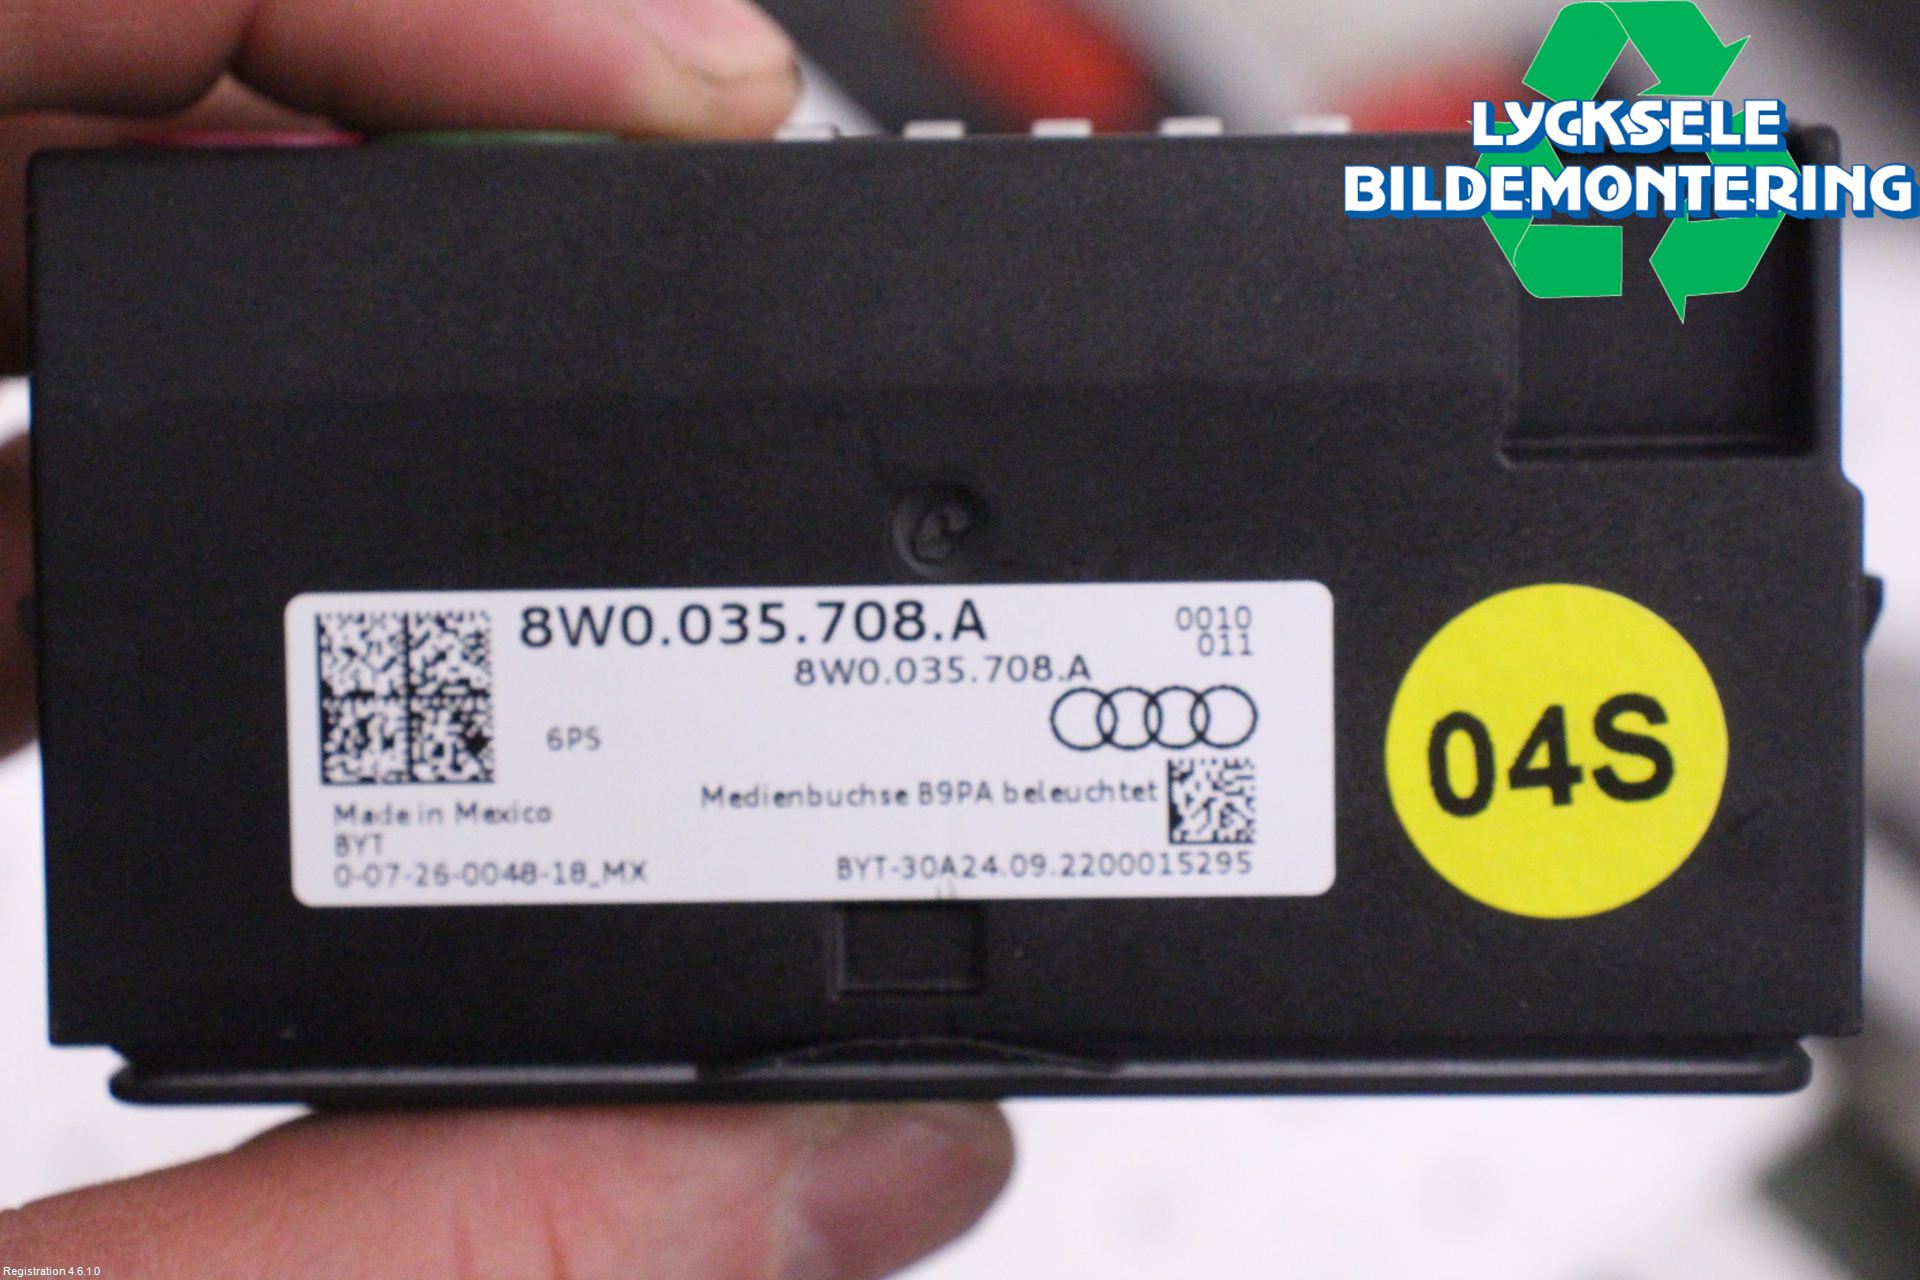 LYCKSELE
BILDEMONTERING
8W0.035.708.A
0010
011
8W0.035.708.A
6PS
Medienbuchse B9PA beleuchtet
Made in Mexico
BYT
0-07-26-0048-18_MX
BYT-30A24.09.2200015295
04S
Registration 4.6.1.0